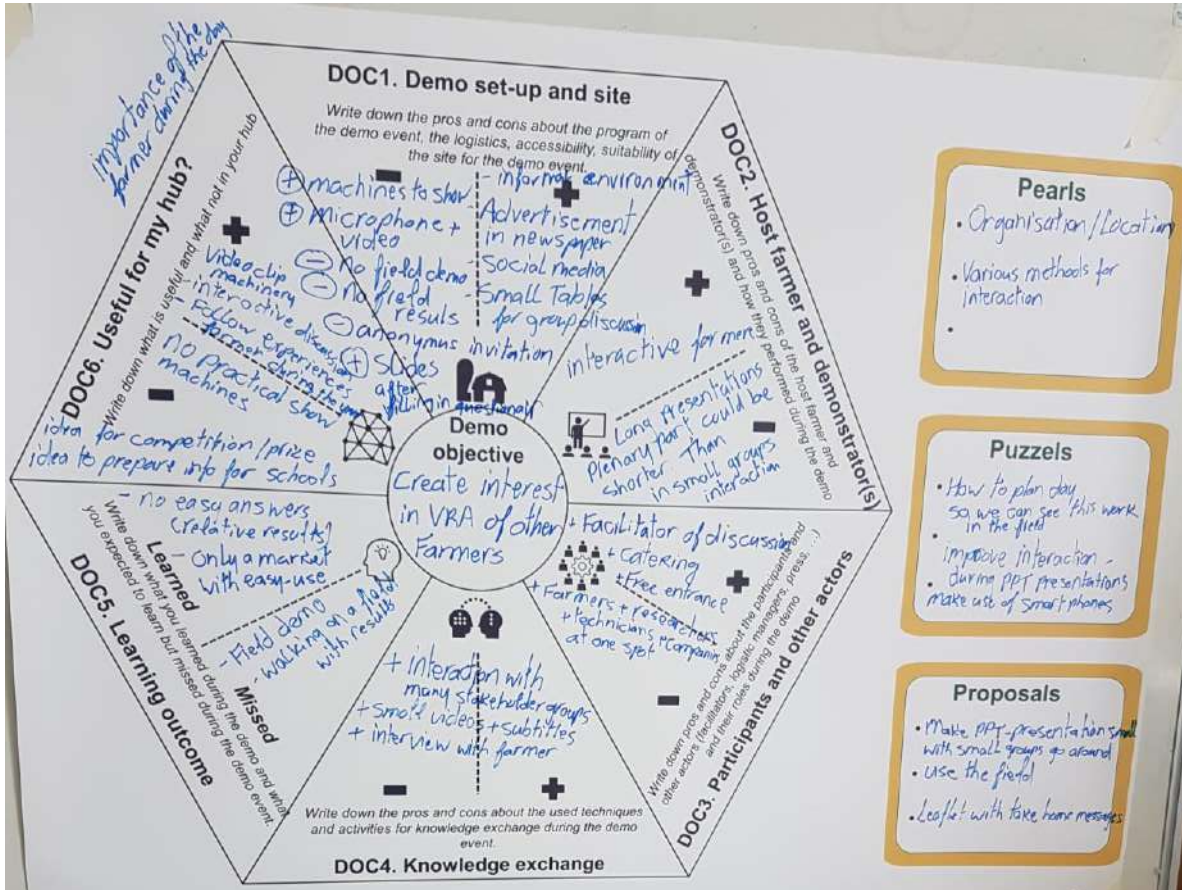 importance of the
farmer during the day
DOC1. Demo set-up and site
Write down the pros and cons about the program of
the demo event, the logistics, accessibility, suitability of
the site for the demo event.
+ machines to show
+ microphone +
video
- no field demo
- no field
resuls
- anonymus invitation
+ slides
after
filling in questionair
- informal environment
- Advertisement
in newspaper
- Social media
- Small Tables
for group discussin
DOC2. Host farmer and demonstrator(s)
Write down pros and cons of the host farmer and
demonstrator(s) and how they performed during the demo
interactive farmers
Long presentations
Plenary part could be
shorter. Than
in small groups
interaction
DOC3. Participants and other actors
Write down pros and cons about the participants and
other actors (facilitators, logistic managers, press, ...)
and their roles during the demo
+ Facilitator of discussion
+ Catering
+ Free entrance
+ Farmers + researchers
+ technicians + Companies
at one spot
DOC4. Knowledge exchange
Write down the pros and cons about the used techniques
and activities for knowledge exchange during the demo
event.
+ interaction with
many stakeholder groups
+ small videos + subtitles
+ interview with farmer
DOC5. Learning outcome
Write down what you learned during the demo and what
you expected to learn but missed during the demo event.
Learned
- no easy answers
(relative results)
- Only a market
with easy-use
Missed
- Field demo
- walking on a field
with results
DOC6. Useful for my hub?
Write down what is useful and what not in your hub
Videoclip
machinery
- interactive discussion
- Follow experiences
farmer during the year
no practical show
machines
idea for competition/prize
idea to prepare info for schools
Demo
objective
Create interest
in VRA of other
Farmers
Pearls
• Organisation/Location
• Various methods for
interaction
•
Puzzels
• How to plan day
so we can see this work
in the field
improve interaction -
• during PPT presentations
make use of smartphones
Proposals
• Make PPT-presentation small
with small groups go around
• use the field
• Leaflet with take home messages